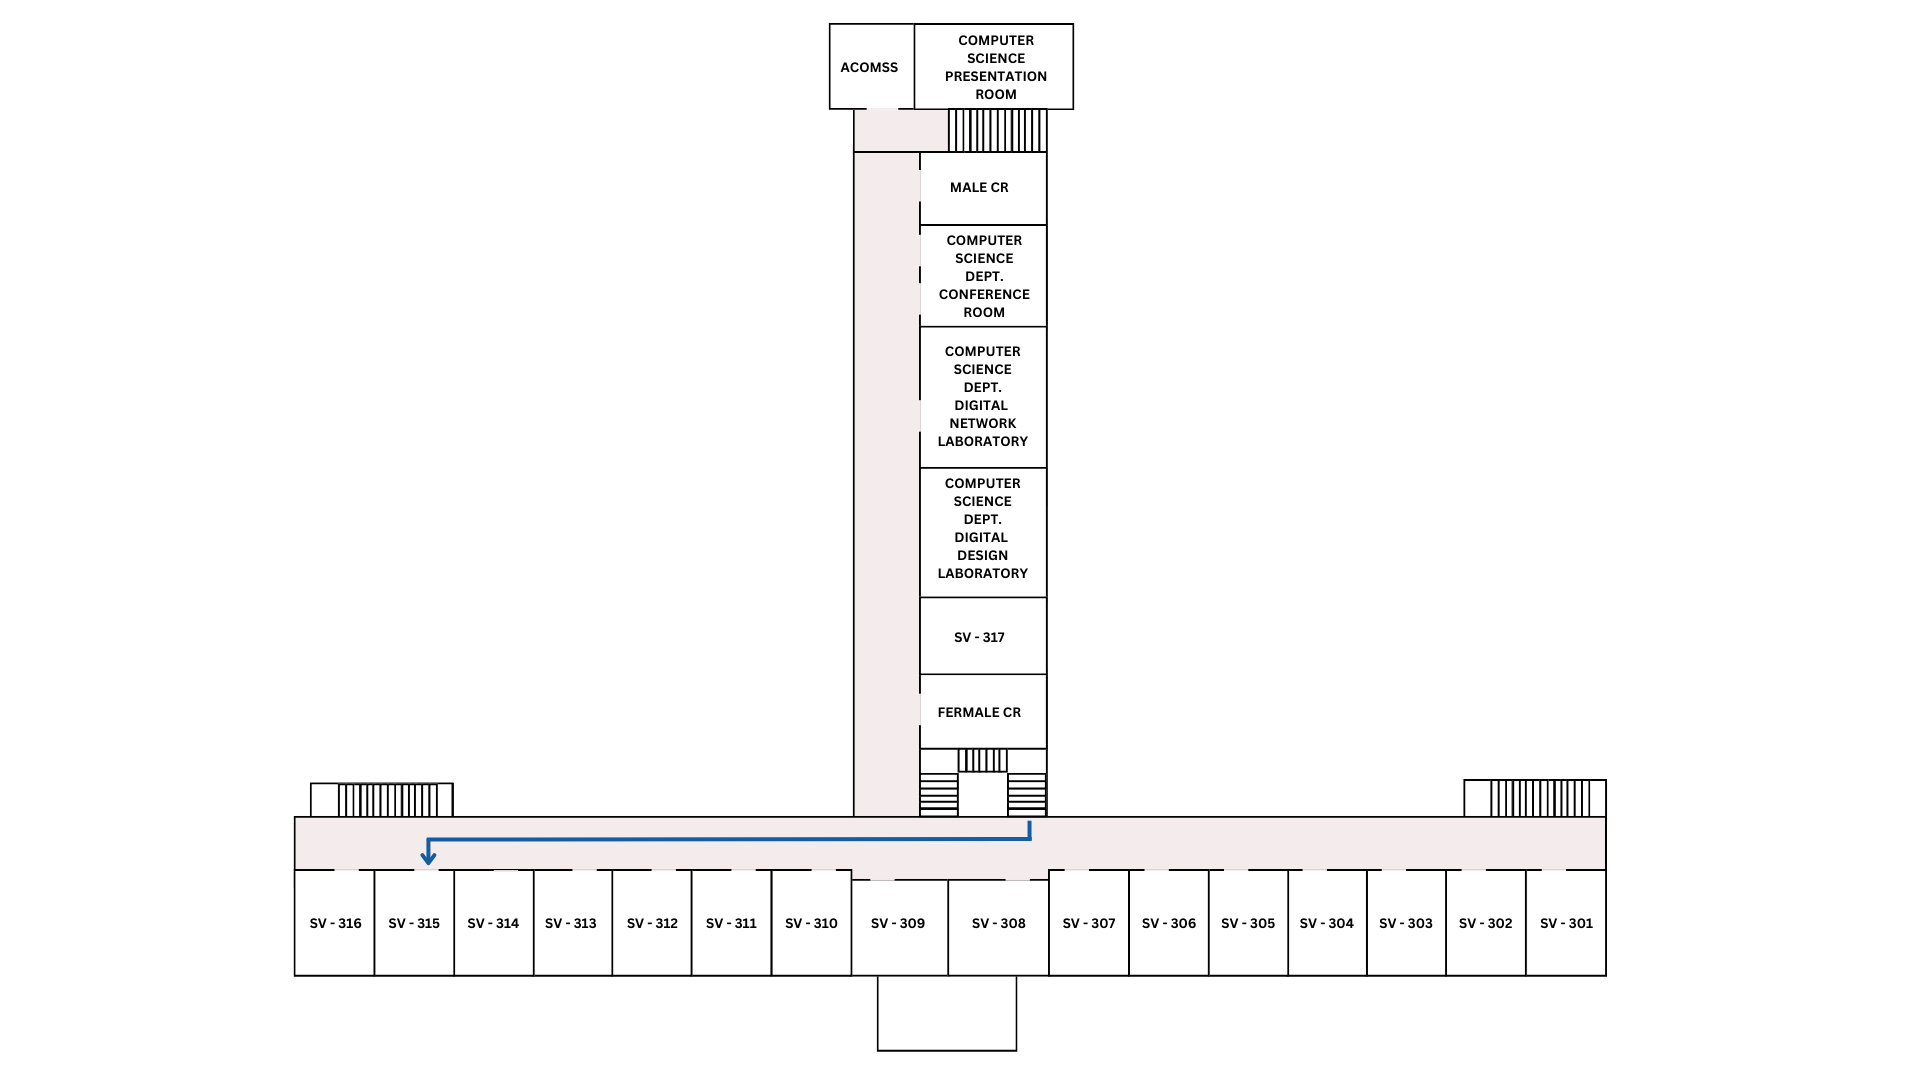 ACOMSS
COMPUTER
SCIENCE
PRESENTATION
ROOM
MALE CR
COMPUTER
SCIENCE
DEPT.
CONFERENCE
ROOM
COMPUTER
SCIENCE
DEPT.
DIGITAL
NETWORK
LABORATORY
COMPUTER
SCIENCE
DEPT.
DIGITAL
DESIGN
LABORATORY
SV - 317
FERMALE CR
SV - 316
SV - 315
SV - 314
SV - 313
SV - 312
SV - 311
SV - 310
SV - 309
SV - 308
SV - 307
SV - 306
SV - 305
SV - 304
SV - 303
SV - 302
SV - 301